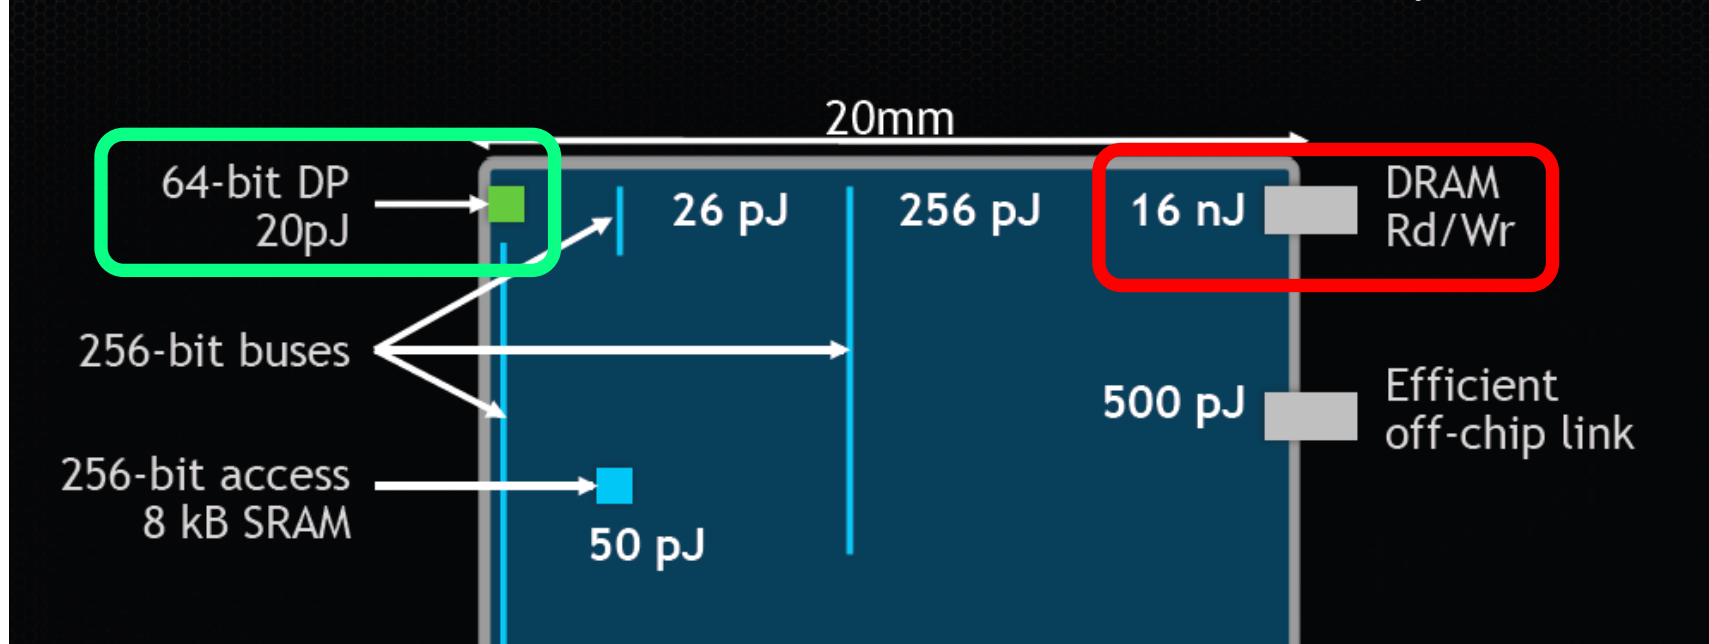 20mm
64-bit DP
20pJ
26 pJ
256 pJ
16 nJ
DRAM
Rd/Wr
256-bit buses
500 pJ
Efficient
off-chip link
256-bit access
8 kB SRAM
50 pJ